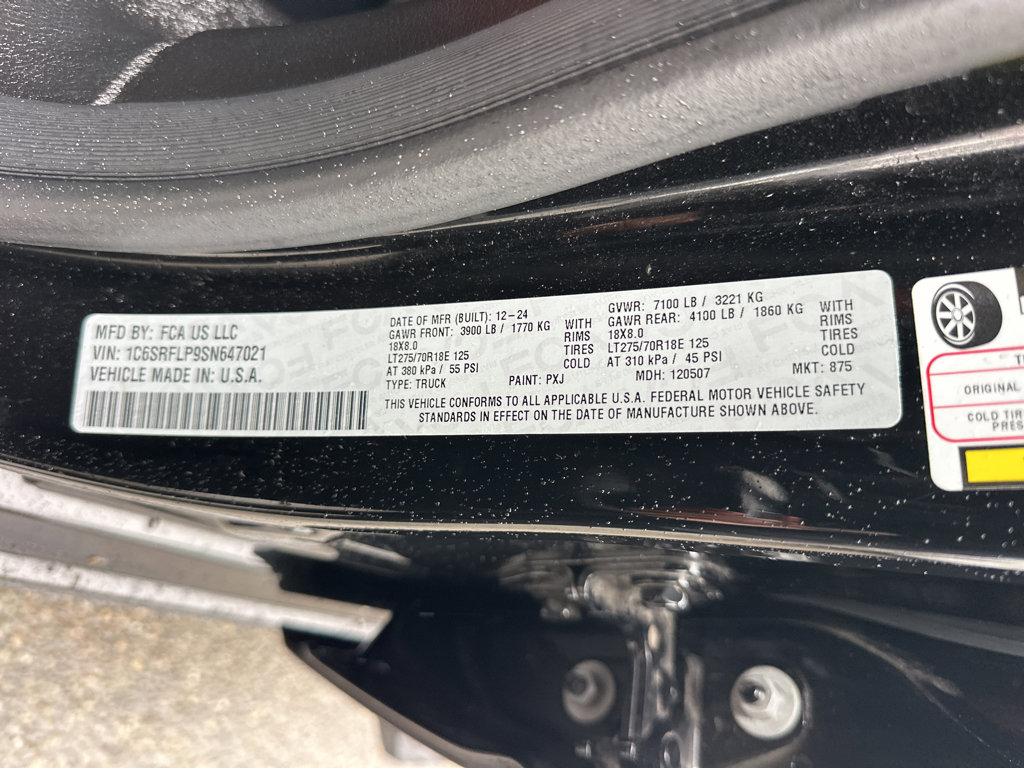 MFD BY: FCA US LLC
VIN: 1C6SRFLP9SN647021
VEHICLE MADE IN: U.S.A.
DATE OF MFR (BUILT): 12-24
GAWR FRONT: 3900 LB / 1770 KG WITH
18X8.0 RIMS
LT275/70R18E 125 TIRES
AT 380 kPa / 55 PSI COLD
TYPE: TRUCK PAINT: PXJ
GVWR: 7100 LB / 3221 KG
GAWR REAR: 4100 LB / 1860 KG WITH
18X8.0 RIMS
LT275/70R18E 125 TIRES
AT 310 kPa / 45 PSI COLD
MDH: 120507 MKT: 875
THIS VEHICLE CONFORMS TO ALL APPLICABLE U.S.A. FEDERAL MOTOR VEHICLE SAFETY
STANDARDS IN EFFECT ON THE DATE OF MANUFACTURE SHOWN ABOVE.
ORIGINAL
COLD
PRES